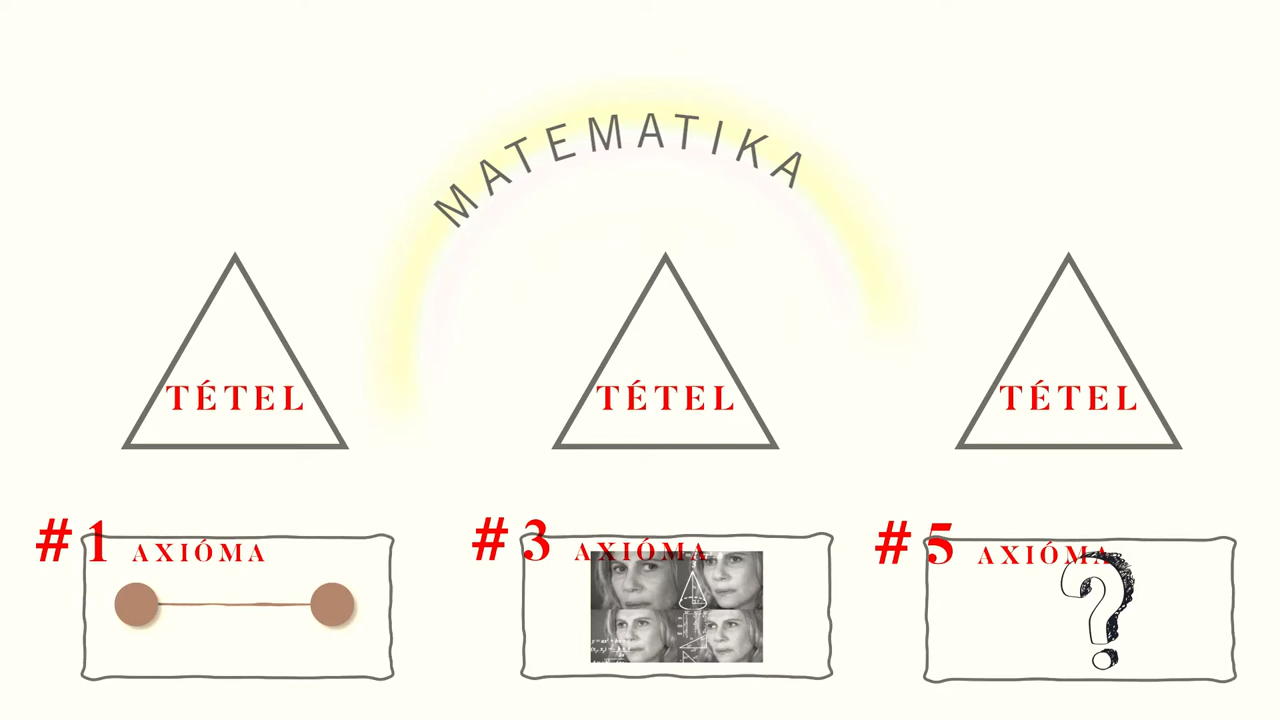 MATEMATIKA
TÉTEL
TÉTEL
TÉTEL
#1 AXIÓMA
#3 AXIÓMA
#5 AXIÓMA